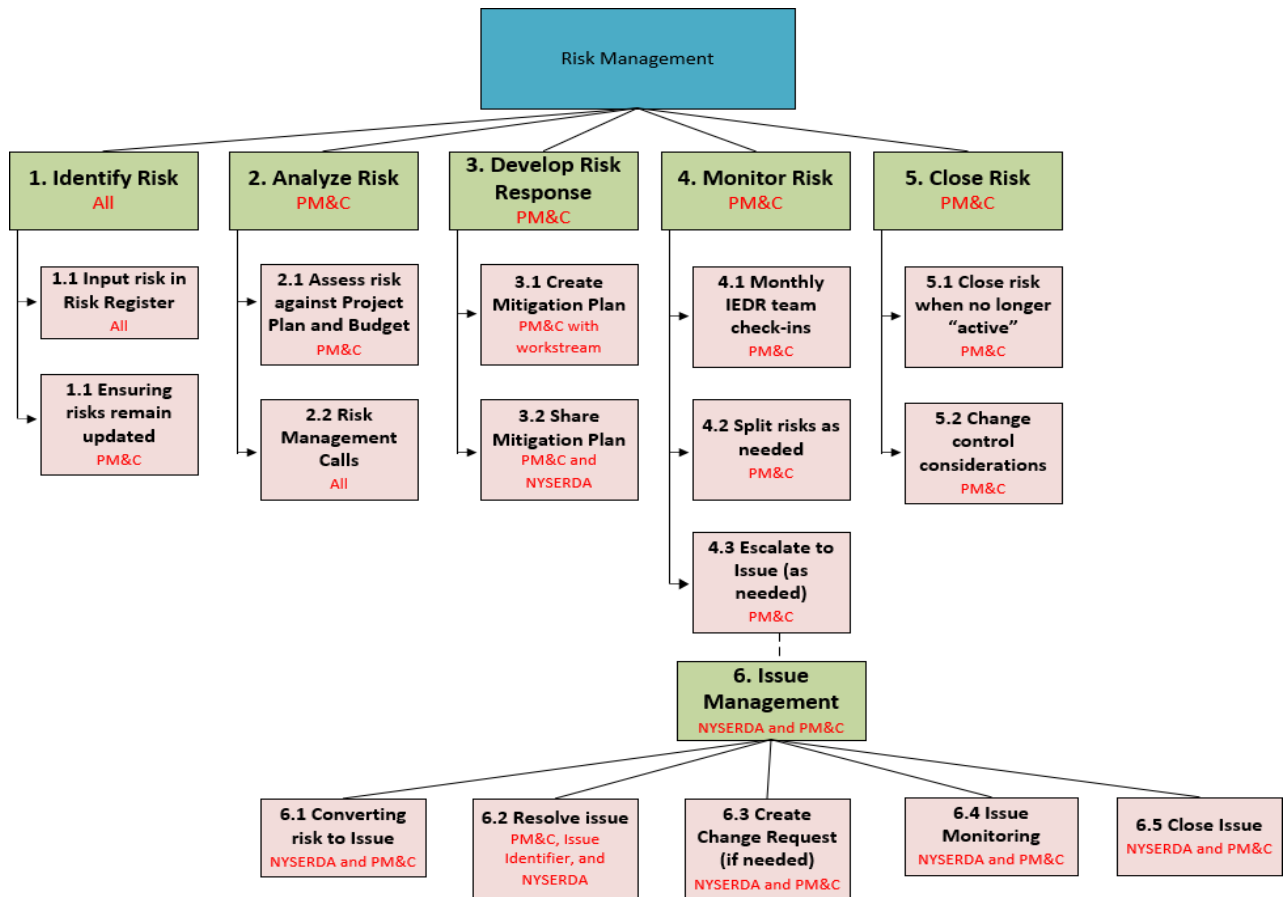 Risk Management
1. Identify Risk
All
2. Analyze Risk
PM&C
3. Develop Risk
Response
PM&C
4. Monitor Risk
PM&C
5. Close Risk
PM&C
1.1 Input risk in
Risk Register
All
2.1 Assess risk
against Project
Plan and Budget
PM&C
3.1 Create
Mitigation Plan
PM&C with
workstream
4.1 Monthly
IEDR team
check-ins
PM&C
5.1 Close risk
when no longer
“active”
PM&C
1.1 Ensuring
risks remain
updated
PM&C
2.2 Risk
Management
Calls
All
3.2 Share
Mitigation Plan
PM&C and
NYSERDA
4.2 Split risks as
needed
PM&C
5.2 Change
control
considerations
PM&C
4.3 Escalate to
Issue (as
needed)
PM&C
6. Issue
Management
NYSERDA and PM&C
6.1 Converting
risk to Issue
NYSERDA and PM&C
6.2 Resolve issue
PM&C, Issue
Identifier, and
NYSERDA
6.3 Create
Change Request
(if needed)
NYSERDA and PM&C
6.4 Issue
Monitoring
NYSERDA and PM&C
6.5 Close Issue
NYSERDA and PM&C